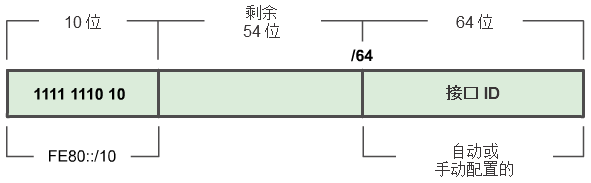 10 位
剩余
54 位
64 位
/64
1111 1110 10
接口 ID
FE80::/10
自动或
手动配置的